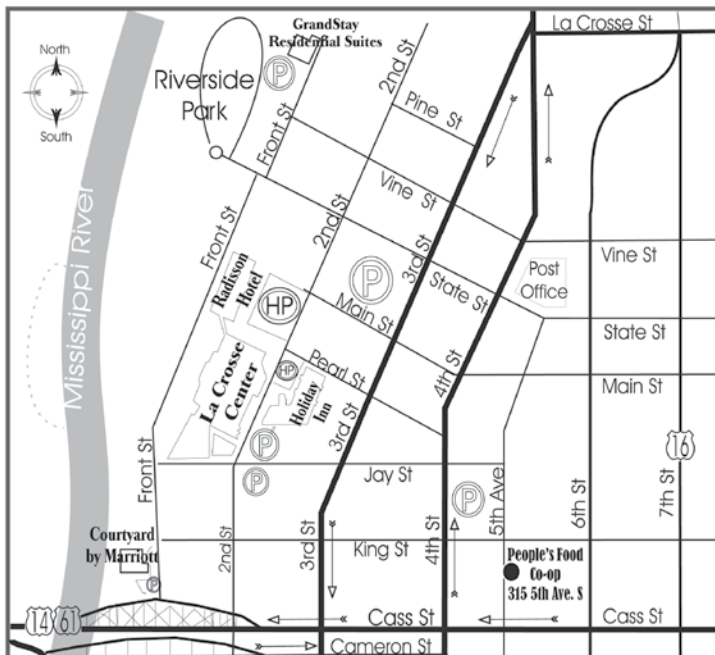 GrandStay
Residential Suites
La Crosse St
North
South
Riverside
Park
P
2nd St
Pine St
Front St
Vine St
Mississippi River
Front St
2nd St
3rd St
State St
Post
Office
Vine St
Radisson
Hotel
HP
P
Main St
State St
La Crosse
Center
Pearl St
HP
Holiday
Inn
4th St
Main St
3rd St
16
Front St
P
P
Jay St
P
5th Ave
6th St
7th St
Courtyard
by Marriott
P
2nd St
3rd St
King St
4th St
People's Food
Co-op
315 5th Ave. S
14
61
Cass St
Cass St
Cameron St